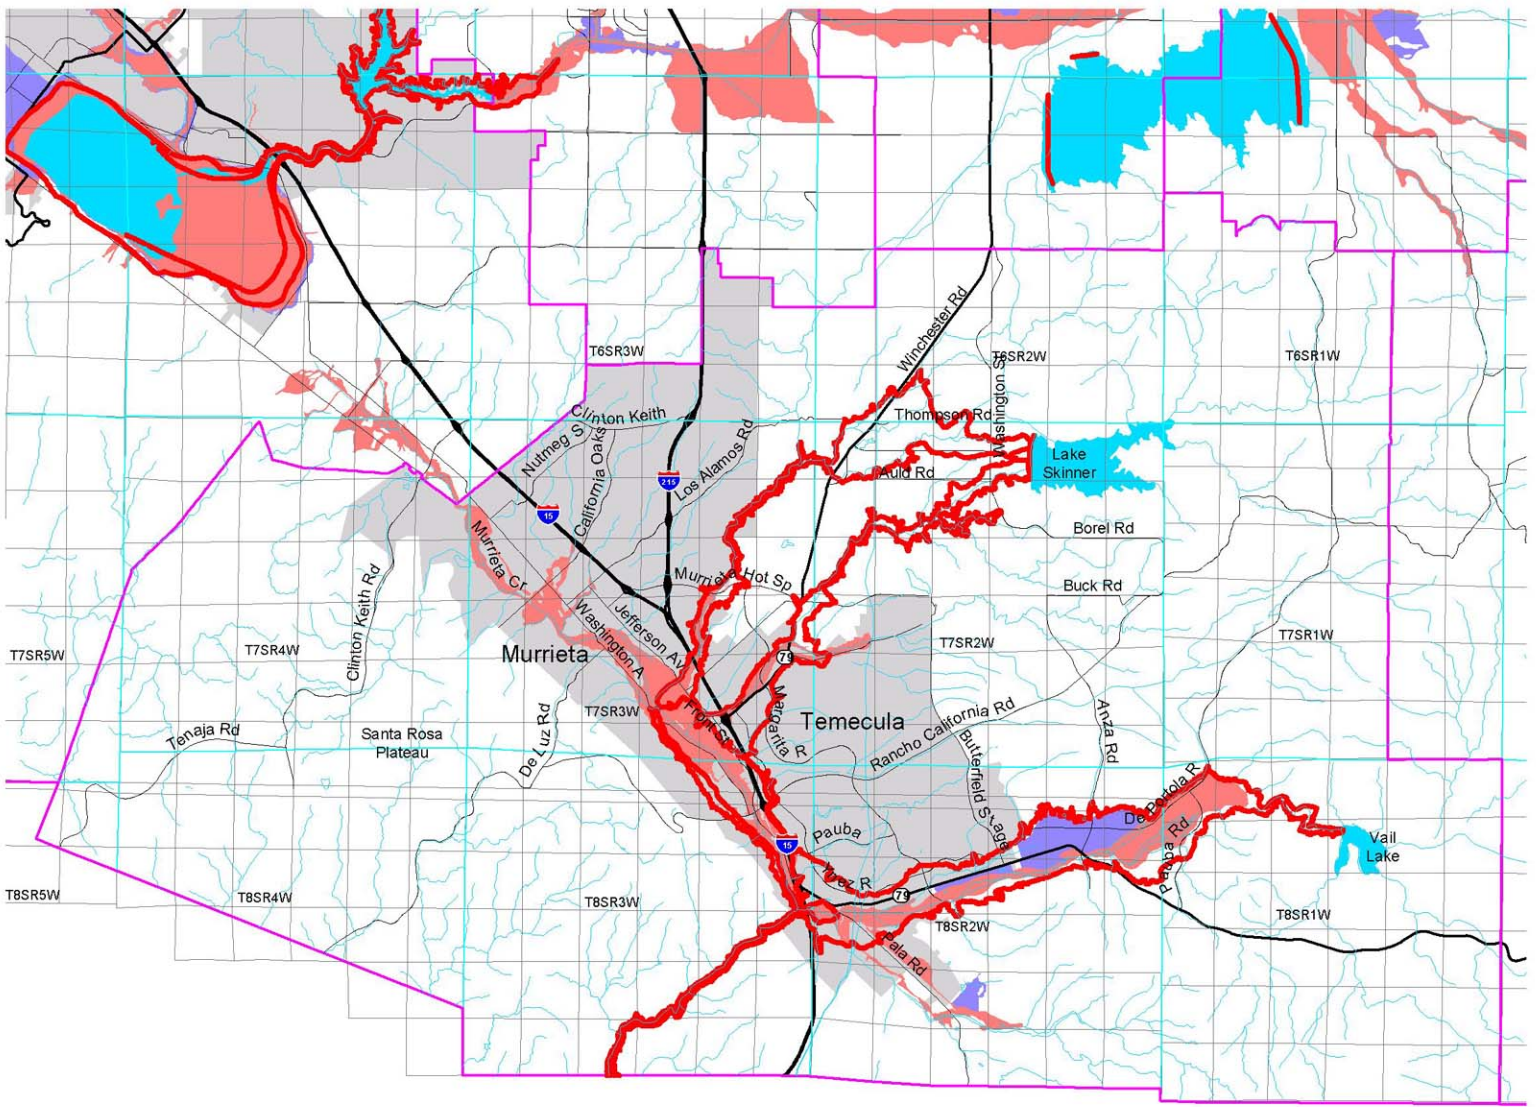 T6SR3W
Winchester Rd
T6SR2W
T6SR1W
Washington S
Clinton Keith
Thompson Rd
Nutmeg S
California Oaks
Los Alamos Rd
215
Auld Rd
Lake
Skinner
15
Borel Rd
Murrieta Cr
Murrieta Hot Sp
Buck Rd
Clinton Keith Rd
Washington A
Jefferson Av
T7SR5W
T7SR4W
Murrieta
79
T7SR2W
T7SR1W
T7SR3W
Front St
Margarita R
Temecula
Rancho California Rd
Anza Rd
Tenaja Rd
Santa Rosa
Plateau
De Luz Rd
Butterfield Stage
De Portola R
Pauba
Pauba Rd
15
Vail
Lake
Ynez R
79
T8SR5W
T8SR4W
T8SR3W
T8SR2W
T8SR1W
Pala Rd